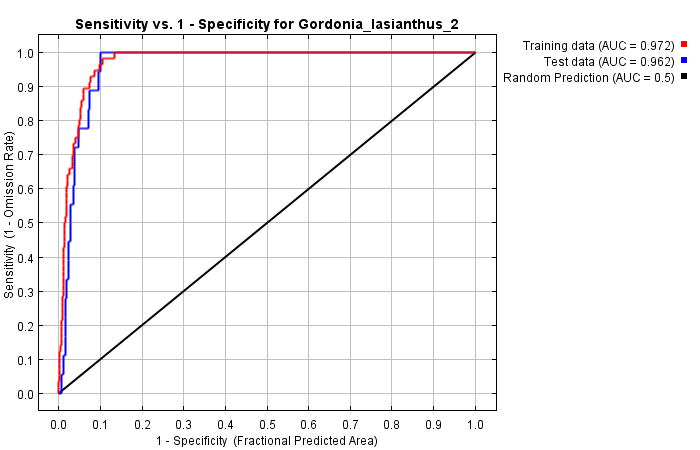 Sensitivity vs. 1 - Specificity for Gordonia_lasianthus_2
Training data (AUC = 0.972)
Test data (AUC = 0.962)
Random Prediction (AUC = 0.5)
Sensitivity (1 - Omission Rate)
1.0
0.9
0.8
0.7
0.6
0.5
0.4
0.3
0.2
0.1
0.0
0.0 0.1 0.2 0.3 0.4 0.5 0.6 0.7 0.8 0.9 1.0
1 - Specificity (Fractional Predicted Area)